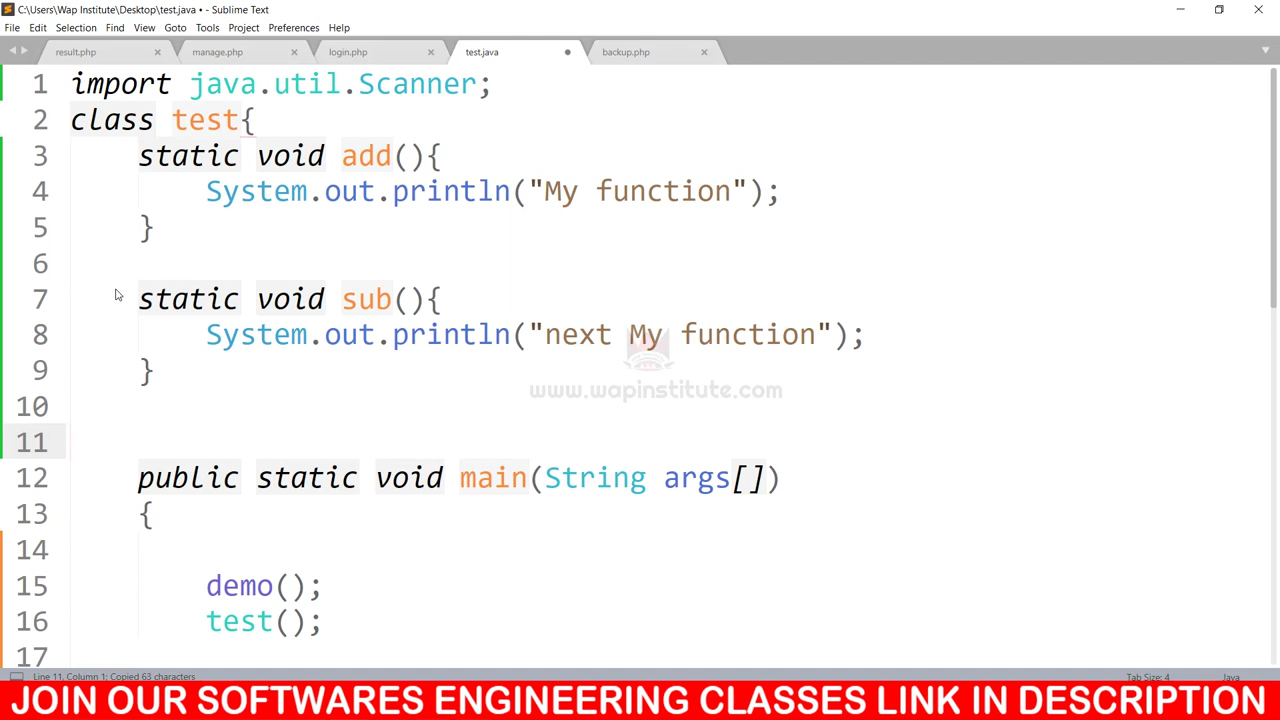 C:\Users\Wap Institute\Desktop\test.java • - Sublime Text
File Edit Selection Find View Goto Tools Project Preferences Help
result.php manage.php login.php test.java backup.php
1 import java.util.Scanner;
2 class test{
3 static void add(){
4 System.out.println("My function");
5 }
6
7 static void sub(){
8 System.out.println("next My function");
9 }
www.wapinstitute.com
10
11
12 public static void main(String args[])
13 {
14
15 demo();
16 test();
17
Line 11, Column 1; Copied 63 characters Tab Size: 4 Java
JOIN OUR SOFTWARES ENGINEERING CLASSES LINK IN DESCRIPTION